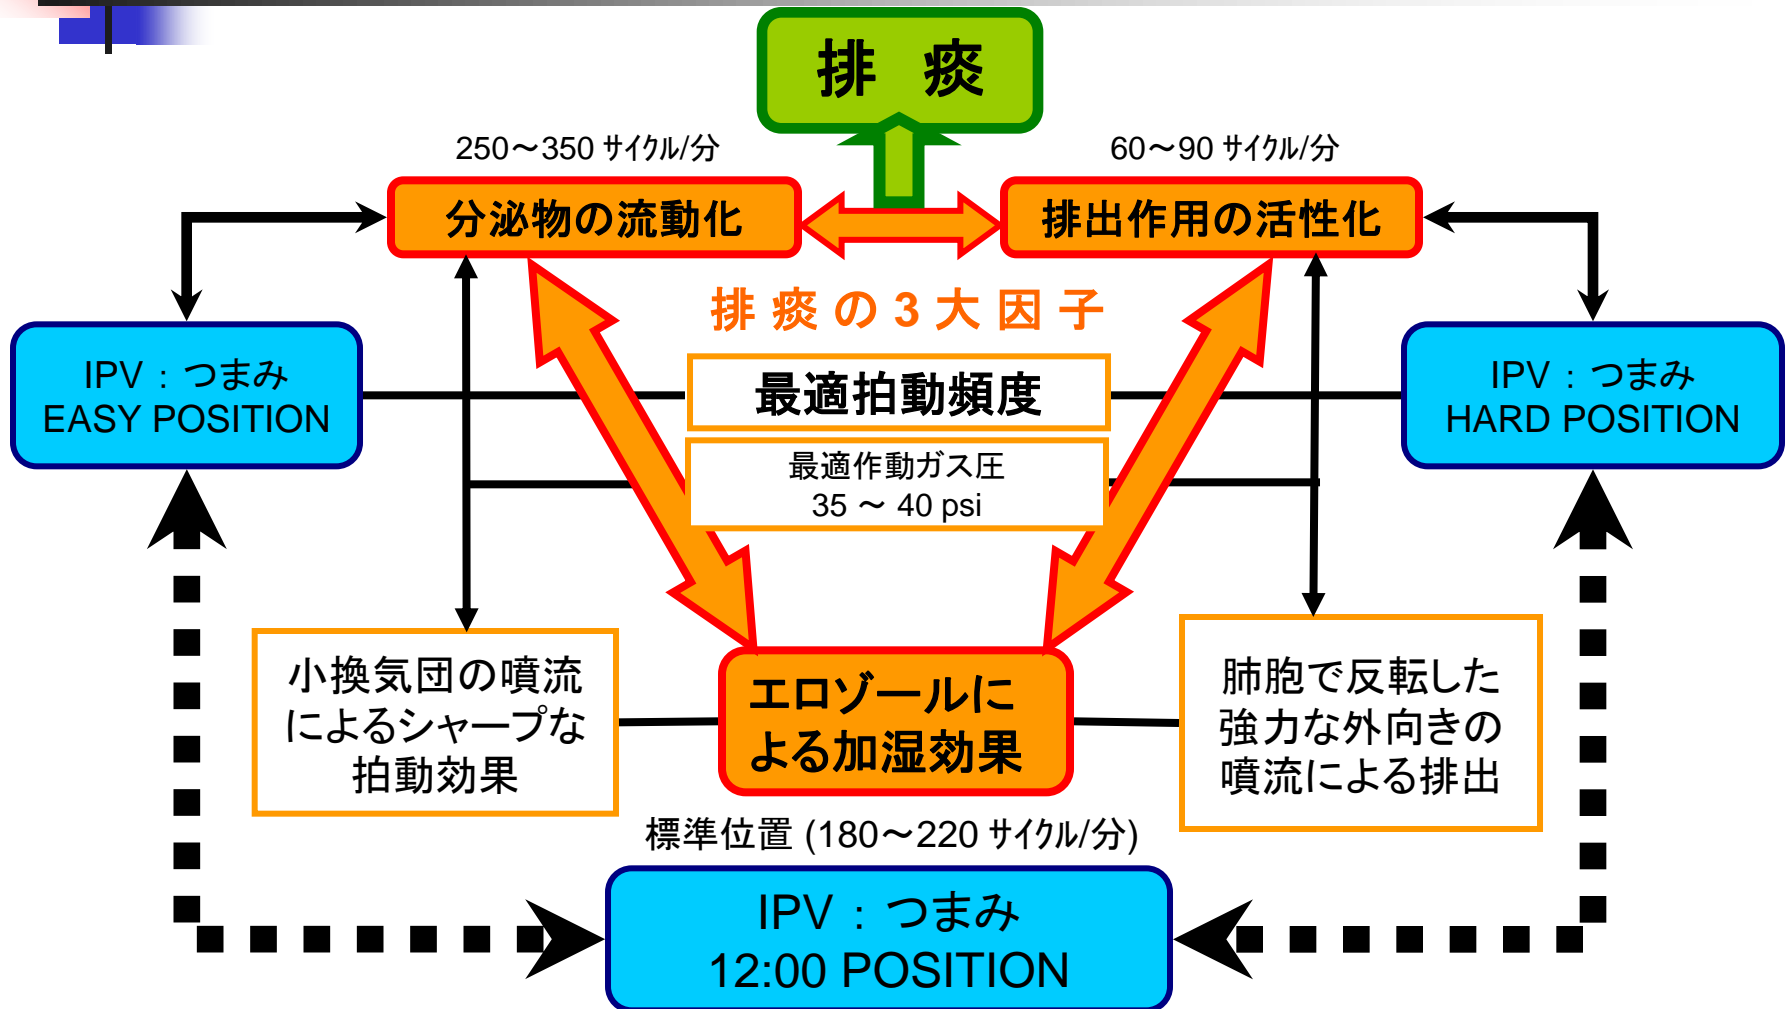 排 痰
250～350 サイクル/分
60～90 サイクル/分
分泌物の流動化
排出作用の活性化
排痰の3大因子
IPV：つまみ
EASY POSITION
最適拍動頻度
IPV：つまみ
HARD POSITION
最適作動ガス圧
35 ～ 40 psi
小換気団の噴流
によるシャープな
拍動効果
エロゾールに
よる加湿効果
肺胞で反転した
強力な外向きの
噴流による排出
標準位置 (180～220 サイクル/分)
IPV：つまみ
12:00 POSITION